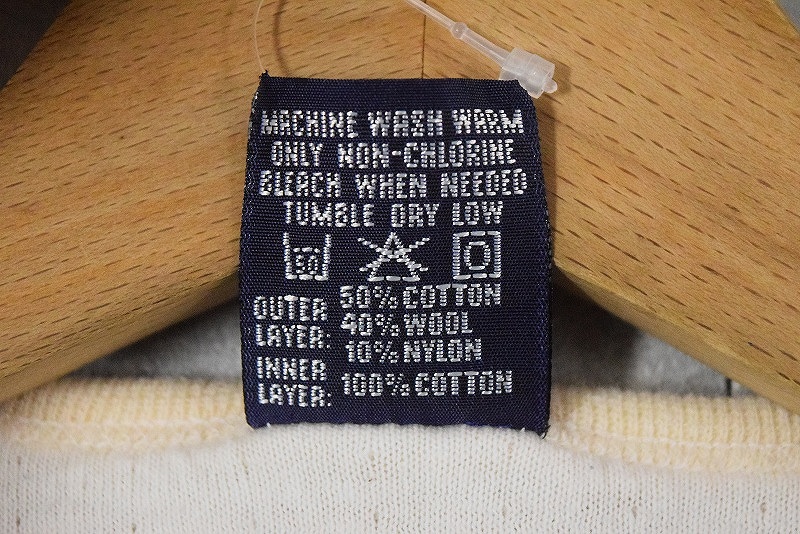 MACHINE WASH WARM
ONLY NON-CHLORINE
BLEACH WHEN NEEDED
TUMBLE DRY LOW
50
OUTER LAYER: 50% COTTON
40% WOOL
10% NYLON
INNER LAYER: 100% COTTON